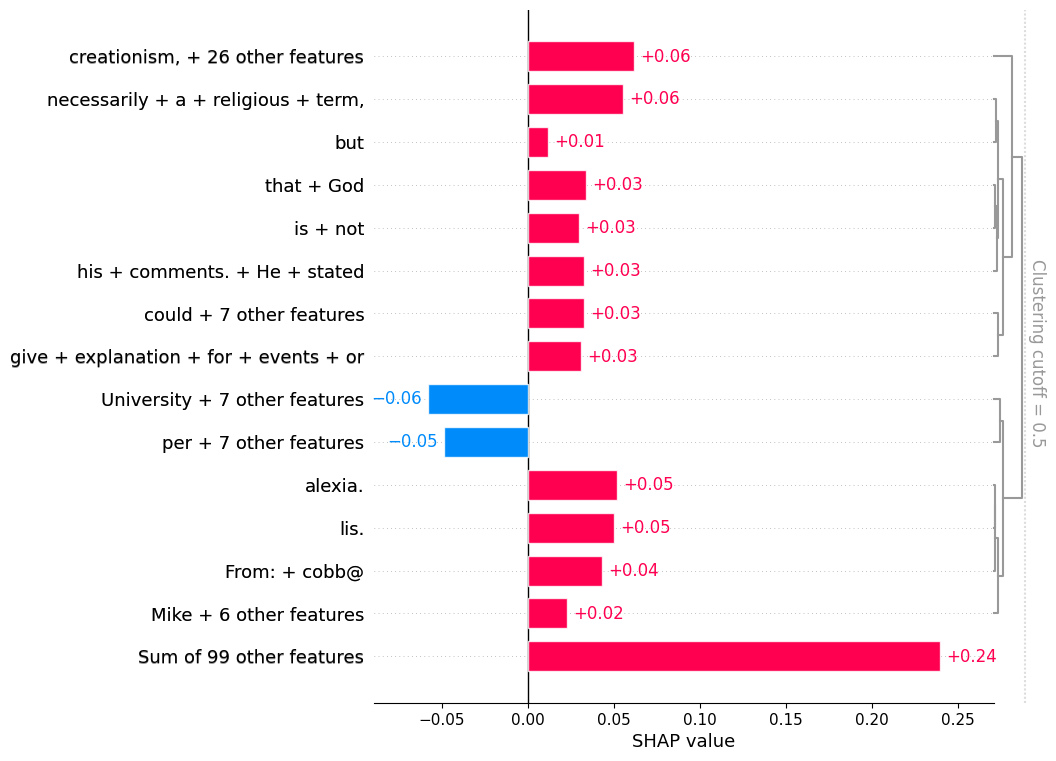 creationism, + 26 other features
+0.06
necessarily + a + religious + term,
+0.06
but
+0.01
that + God
+0.03
is + not
+0.03
his + comments. + He + stated
+0.03
could + 7 other features
+0.03
give + explanation + for + events + or
+0.03
University + 7 other features
−0.06
per + 7 other features
−0.05
alexia.
+0.05
lis.
+0.05
From: + cobb@
+0.04
Mike + 6 other features
+0.02
Sum of 99 other features
+0.24
Clustering cutoff = 0.5
−0.05 0.00 0.05 0.10 0.15 0.20 0.25
SHAP value